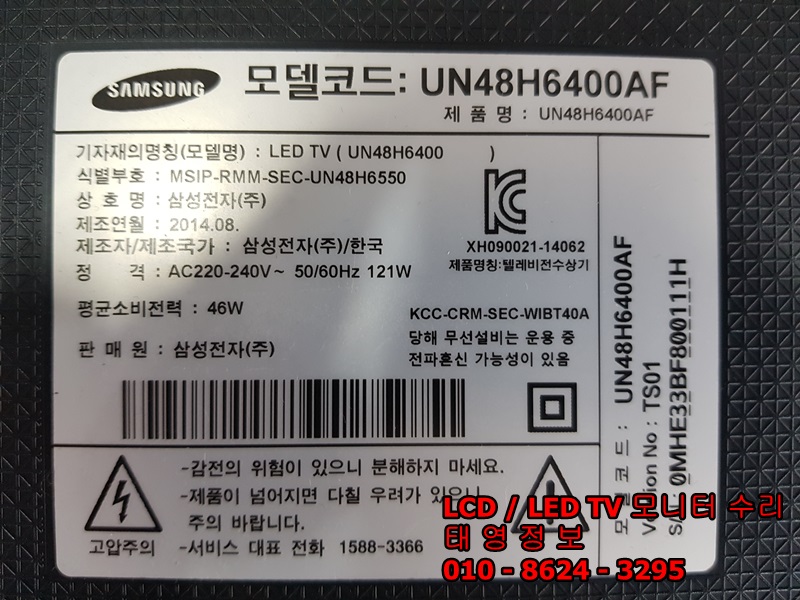 SAMSUNG 모델코드: UN48H6400AF
제 품 명 : UN48H6400AF
기자재의명칭(모델명) : LED TV ( UN48H6400 )
식별부호 : MSIP-RMM-SEC-UN48H6550
상 호 명 : 삼성전자(주)
제조연월 : 2014.08.
제조자/제조국가 : 삼성전자(주)/한국
정 격 : AC220-240V~ 50/60Hz 121W
평균소비전력 : 46W
판 매 원 : 삼성전자(주)
XH090021-14062
제품명칭:텔레비전수상기
KCC-CRM-SEC-WIBT40A
당해 무선설비는 운용 중
전파혼신 가능성이 있음
고압주의
-감전의 위험이 있으니 분해하지 마세요.
-제품이 넘어지면 다칠 우려가 있으니
주의 바랍니다.
-서비스 대표 전화 1588-3366
모 델 코 드 : UN48H6400AF
Version No : TS01
S/N: 0MHE33BF800111H
LCD / LED TV 모니터 수리
태 영 정 보
010 - 8624 - 3295